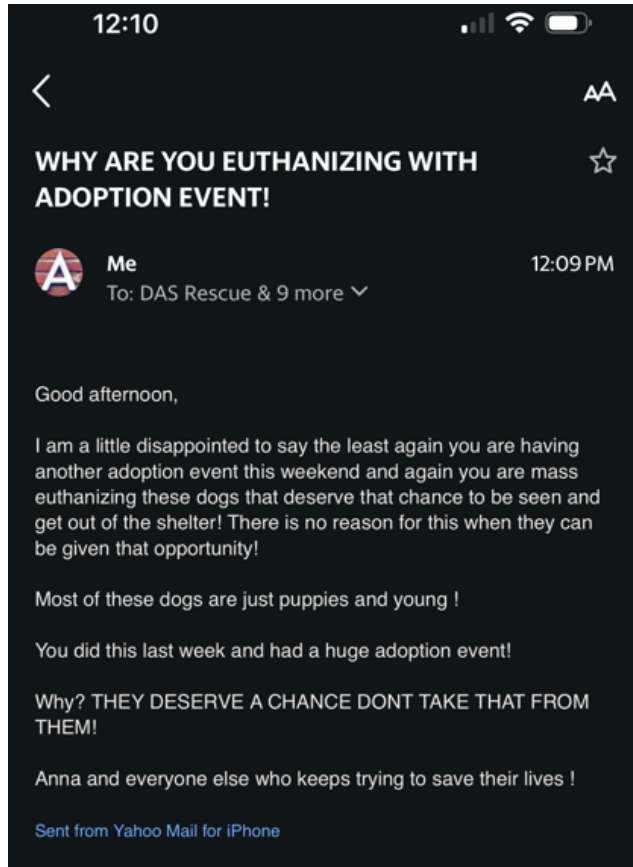 12:10
AA
WHY ARE YOU EUTHANIZING WITH
ADOPTION EVENT!
A
Me
12:09 PM
To: DAS Rescue & 9 more
Good afternoon,
I am a little disappointed to say the least again you are having
another adoption event this weekend and again you are mass
euthanizing these dogs that deserve that chance to be seen and
get out of the shelter! There is no reason for this when they can
be given that opportunity!
Most of these dogs are just puppies and young !
You did this last week and had a huge adoption event!
Why? THEY DESERVE A CHANCE DONT TAKE THAT FROM
THEM!
Anna and everyone else who keeps trying to save their lives !
Sent from Yahoo Mail for iPhone